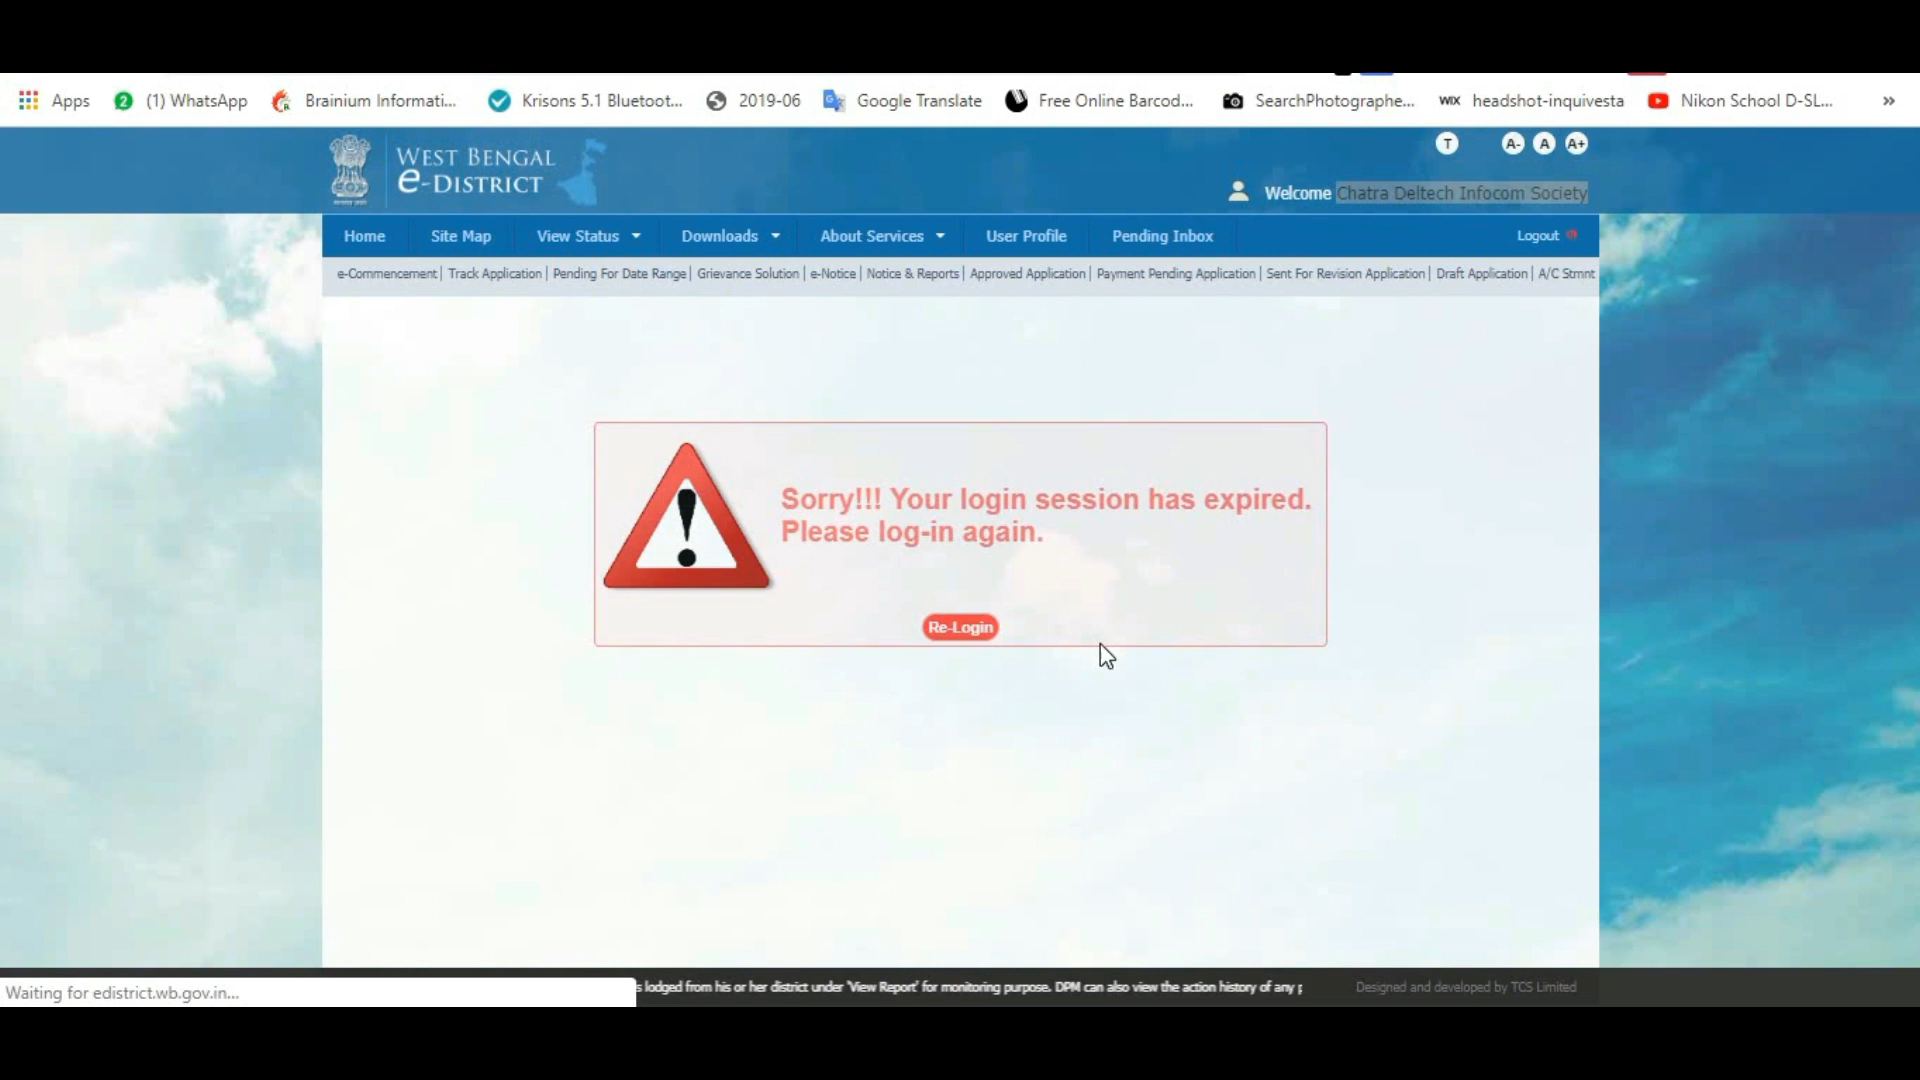 Apps
2 (1) WhatsApp
Brainium Informati...
Krisons 5.1 Bluetoot...
2019-06
Google Translate
Free Online Barcod...
SearchPhotographe...
WIX headshot-inquivesta
Nikon School D-SL...
»
T A- A A+
WEST BENGAL
e-DISTRICT
Welcome Chatra Deltech Infocom Society
Home Site Map View Status Downloads About Services User Profile Pending Inbox Logout
e-Commencement| Track Application| Pending For Date Range| Grievance Solution | e-Notice| Notice & Reports| Approved Application| Payment Pending Application| Sent For Revision Application| Draft Application| A/C Stmnt
Sorry!!! Your login session has expired.
Please log-in again.
Re-Login
Waiting for edistrict.wb.gov.in...
s lodged from his or her district under 'View Report' for monitoring purpose. DPM can also view the action history of any
Designed and developed by TCS Limited